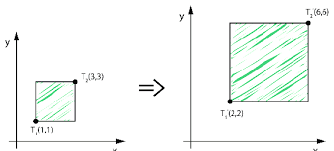 y
T₂(3,3)
T₁(1,1)
x
⇒
y
T₂'(6,6)
T₁'(2,2)
x